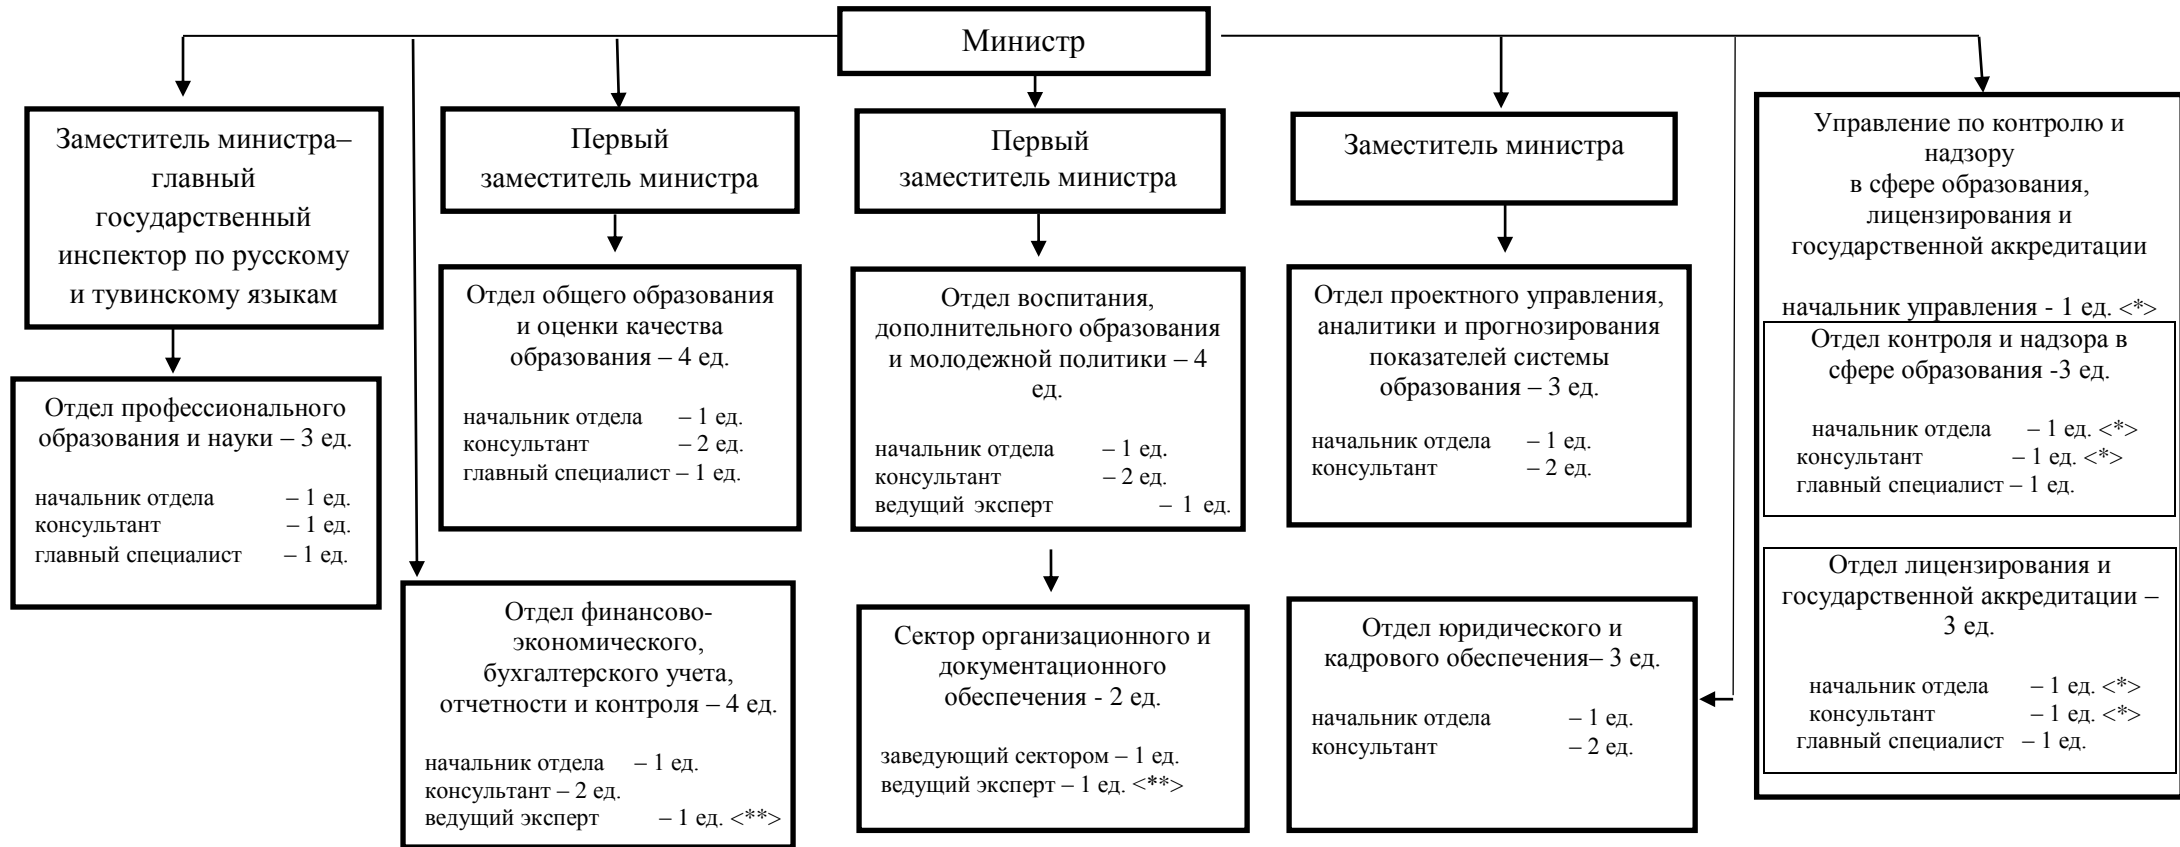 Министр
Заместитель министра–
главный
государственный
инспектор по русскому
и тувинскому языкам
Первый
заместитель министра
Первый
заместитель министра
Заместитель министра
Управление по контролю и
надзору
в сфере образования,
лицензирования и
государственной аккредитации
начальник управления - 1 ед. <*>
Отдел контроля и надзора в
сфере образования -3 ед.
начальник отдела – 1 ед. <*>
консультант – 1 ед. <*>
главный специалист – 1 ед.
Отдел лицензирования и
государственной аккредитации –
3 ед.
начальник отдела – 1 ед. <*>
консультант – 1 ед. <*>
главный специалист – 1 ед.
Отдел профессионального
образования и науки – 3 ед.
начальник отдела – 1 ед.
консультант – 1 ед.
главный специалист – 1 ед.
Отдел общего образования
и оценки качества
образования – 4 ед.
начальник отдела – 1 ед.
консультант – 2 ед.
главный специалист – 1 ед.
Отдел воспитания,
дополнительного образования
и молодежной политики – 4
ед.
начальник отдела – 1 ед.
консультант – 2 ед.
ведущий эксперт – 1 ед.
Отдел проектного управления,
аналитики и прогнозирования
показателей системы
образования – 3 ед.
начальник отдела – 1 ед.
консультант – 2 ед.
Отдел финансово-
экономического,
бухгалтерского учета,
отчетности и контроля – 4 ед.
начальник отдела – 1 ед.
консультант – 2 ед.
ведущий эксперт – 1 ед. <**>
Сектор организационного и
документационного
обеспечения - 2 ед.
заведующий сектором – 1 ед.
ведущий эксперт – 1 ед. <**>
Отдел юридического и
кадрового обеспечения– 3 ед.
начальник отдела – 1 ед.
консультант – 2 ед.